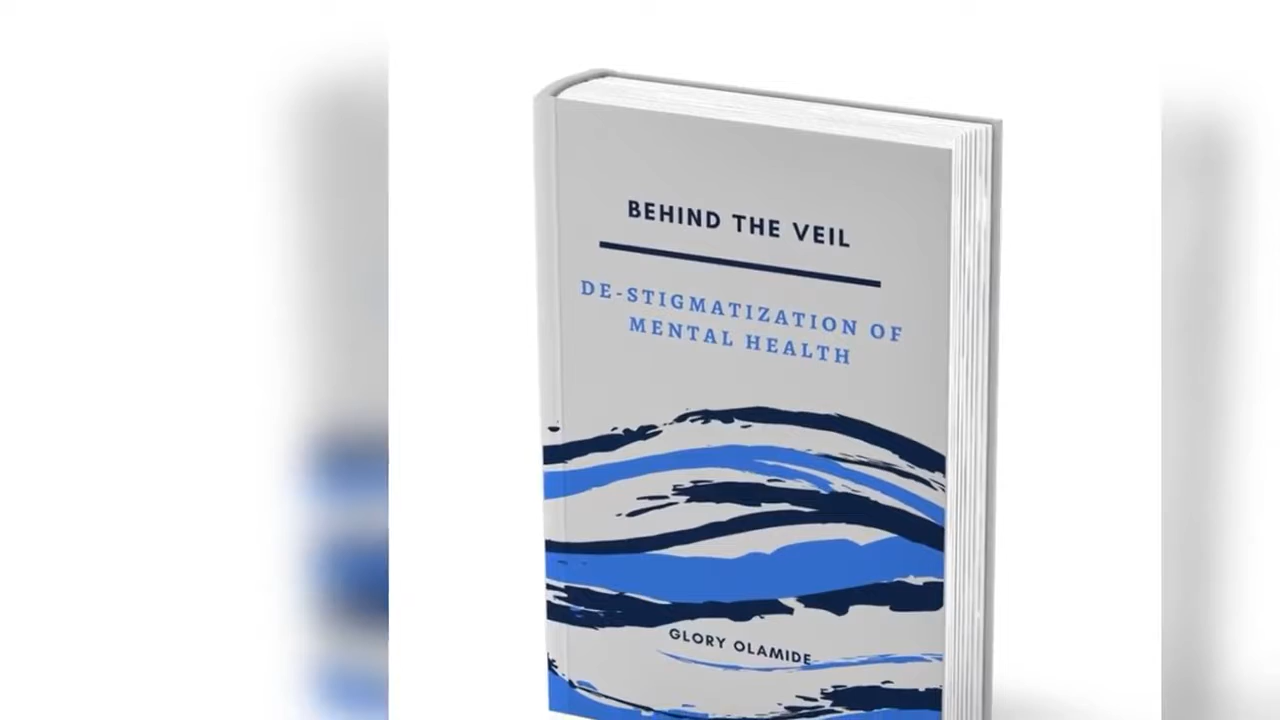 BEHIND THE VEIL
DE-STIGMATIZATION OF
MENTAL HEALTH
GLORY OLAMIDE